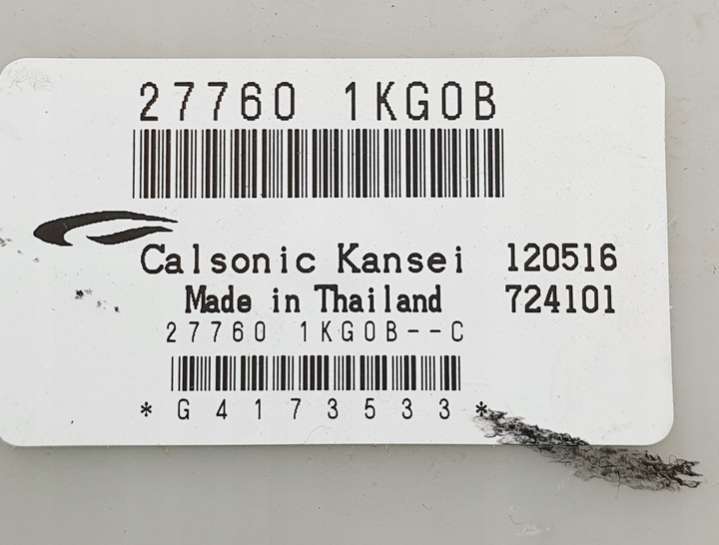 27760 1KG0B
Calsonic Kansei 120516
Made in Thailand 724101
27760 1KG0B--C
*G4173533*